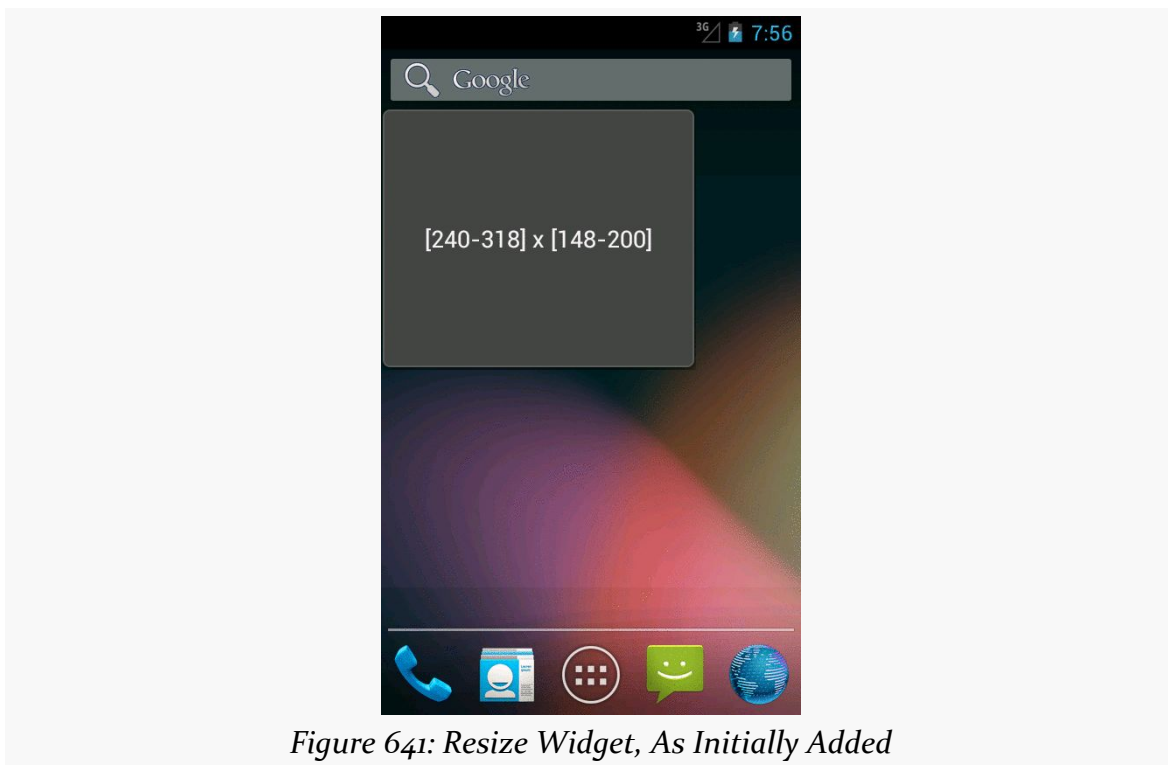 3G 7:56
Google
[240-318] x [148-200]
Figure 641: Resize Widget, As Initially Added